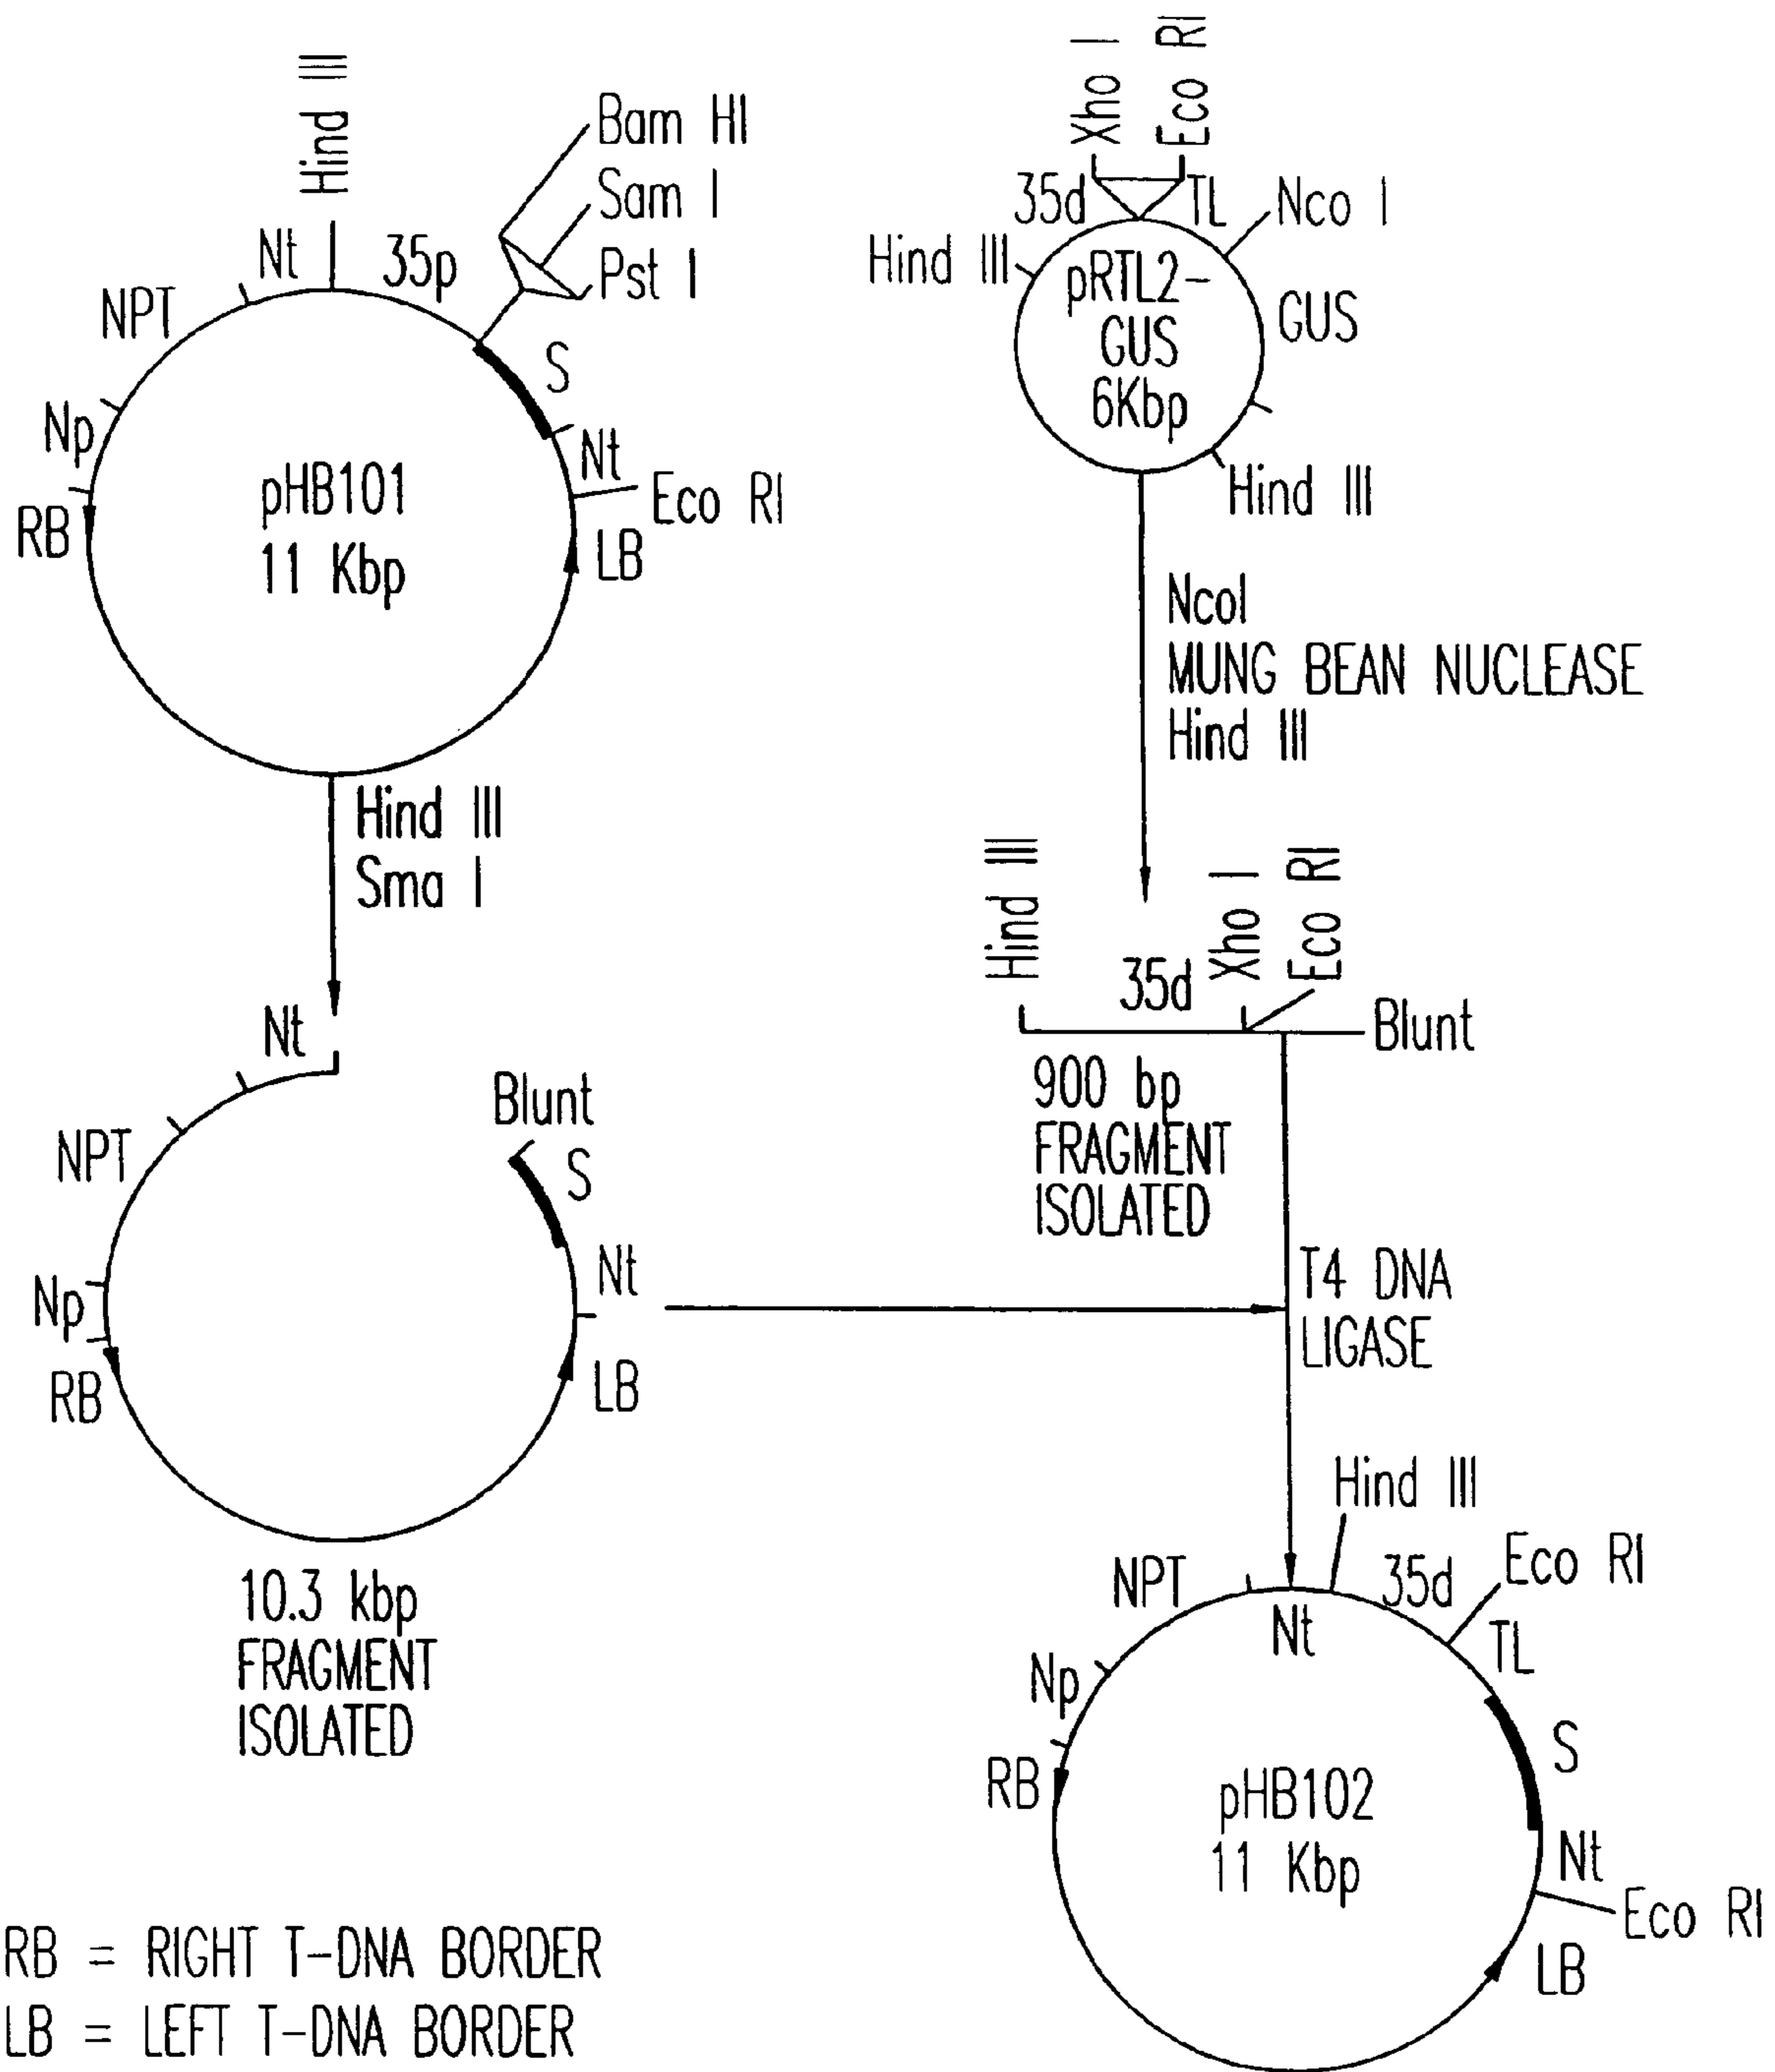 Hind III
Bam HI
Sam I
Pst I
Nt
35p
NPT
S
Np
Nt
Eco RI
RB
LB
pHB101
11 Kbp
Hind III
Sma I
Xho I
Eco RI
35d
TL
Nco I
Hind III
pRTL2-
GUS
6Kbp
GUS
Hind III
NcoI
MUNG BEAN NUCLEASE
Hind III
Nt
Blunt
S
NPT
Nt
Np
LB
RB
10.3 kbp
FRAGMENT
ISOLATED
Hind III
35d
Xho I
Eco RI
Blunt
900 bp
FRAGMENT
ISOLATED
T4 DNA
LIGASE
Hind III
NPT
35d
Eco RI
Nt
TL
Np
S
RB
pHB102
11 Kbp
Nt
Eco RI
LB
RB = RIGHT T-DNA BORDER
LB = LEFT T-DNA BORDER